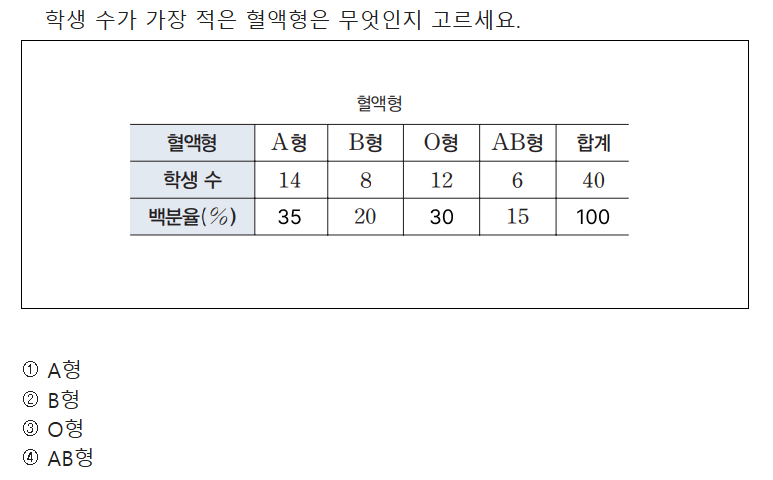 학생 수가 가장 적은 혈액형은 무엇인지 고르세요.
혈액형
혈액형 A형 B형 O형 AB형 합계
학생 수 14 8 12 6 40
백분율(%) 35 20 30 15 100
① A형
② B형
③ O형
④ AB형